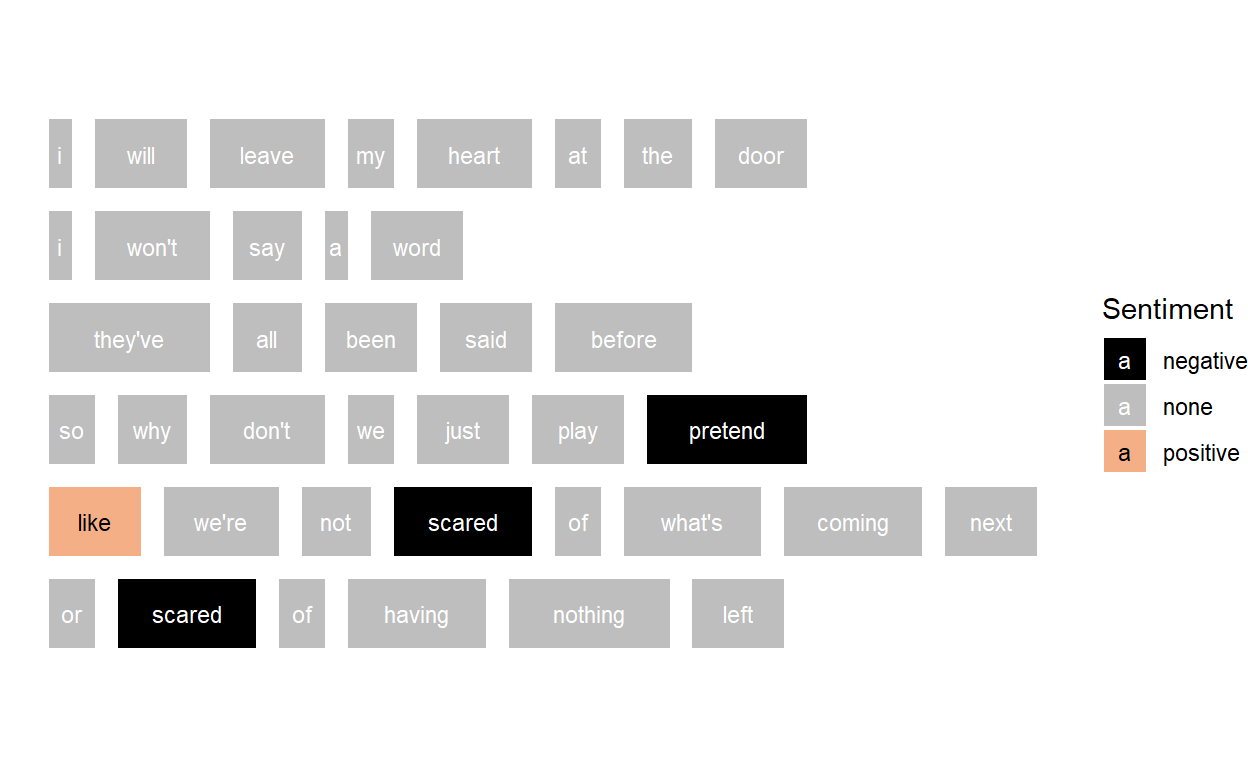 i will leave my heart at the door
i won't say a word
they've all been said before
so why don't we just play pretend
like we're not scared of what's coming next
or scared of having nothing left
Sentiment
a negative
a none
a positive